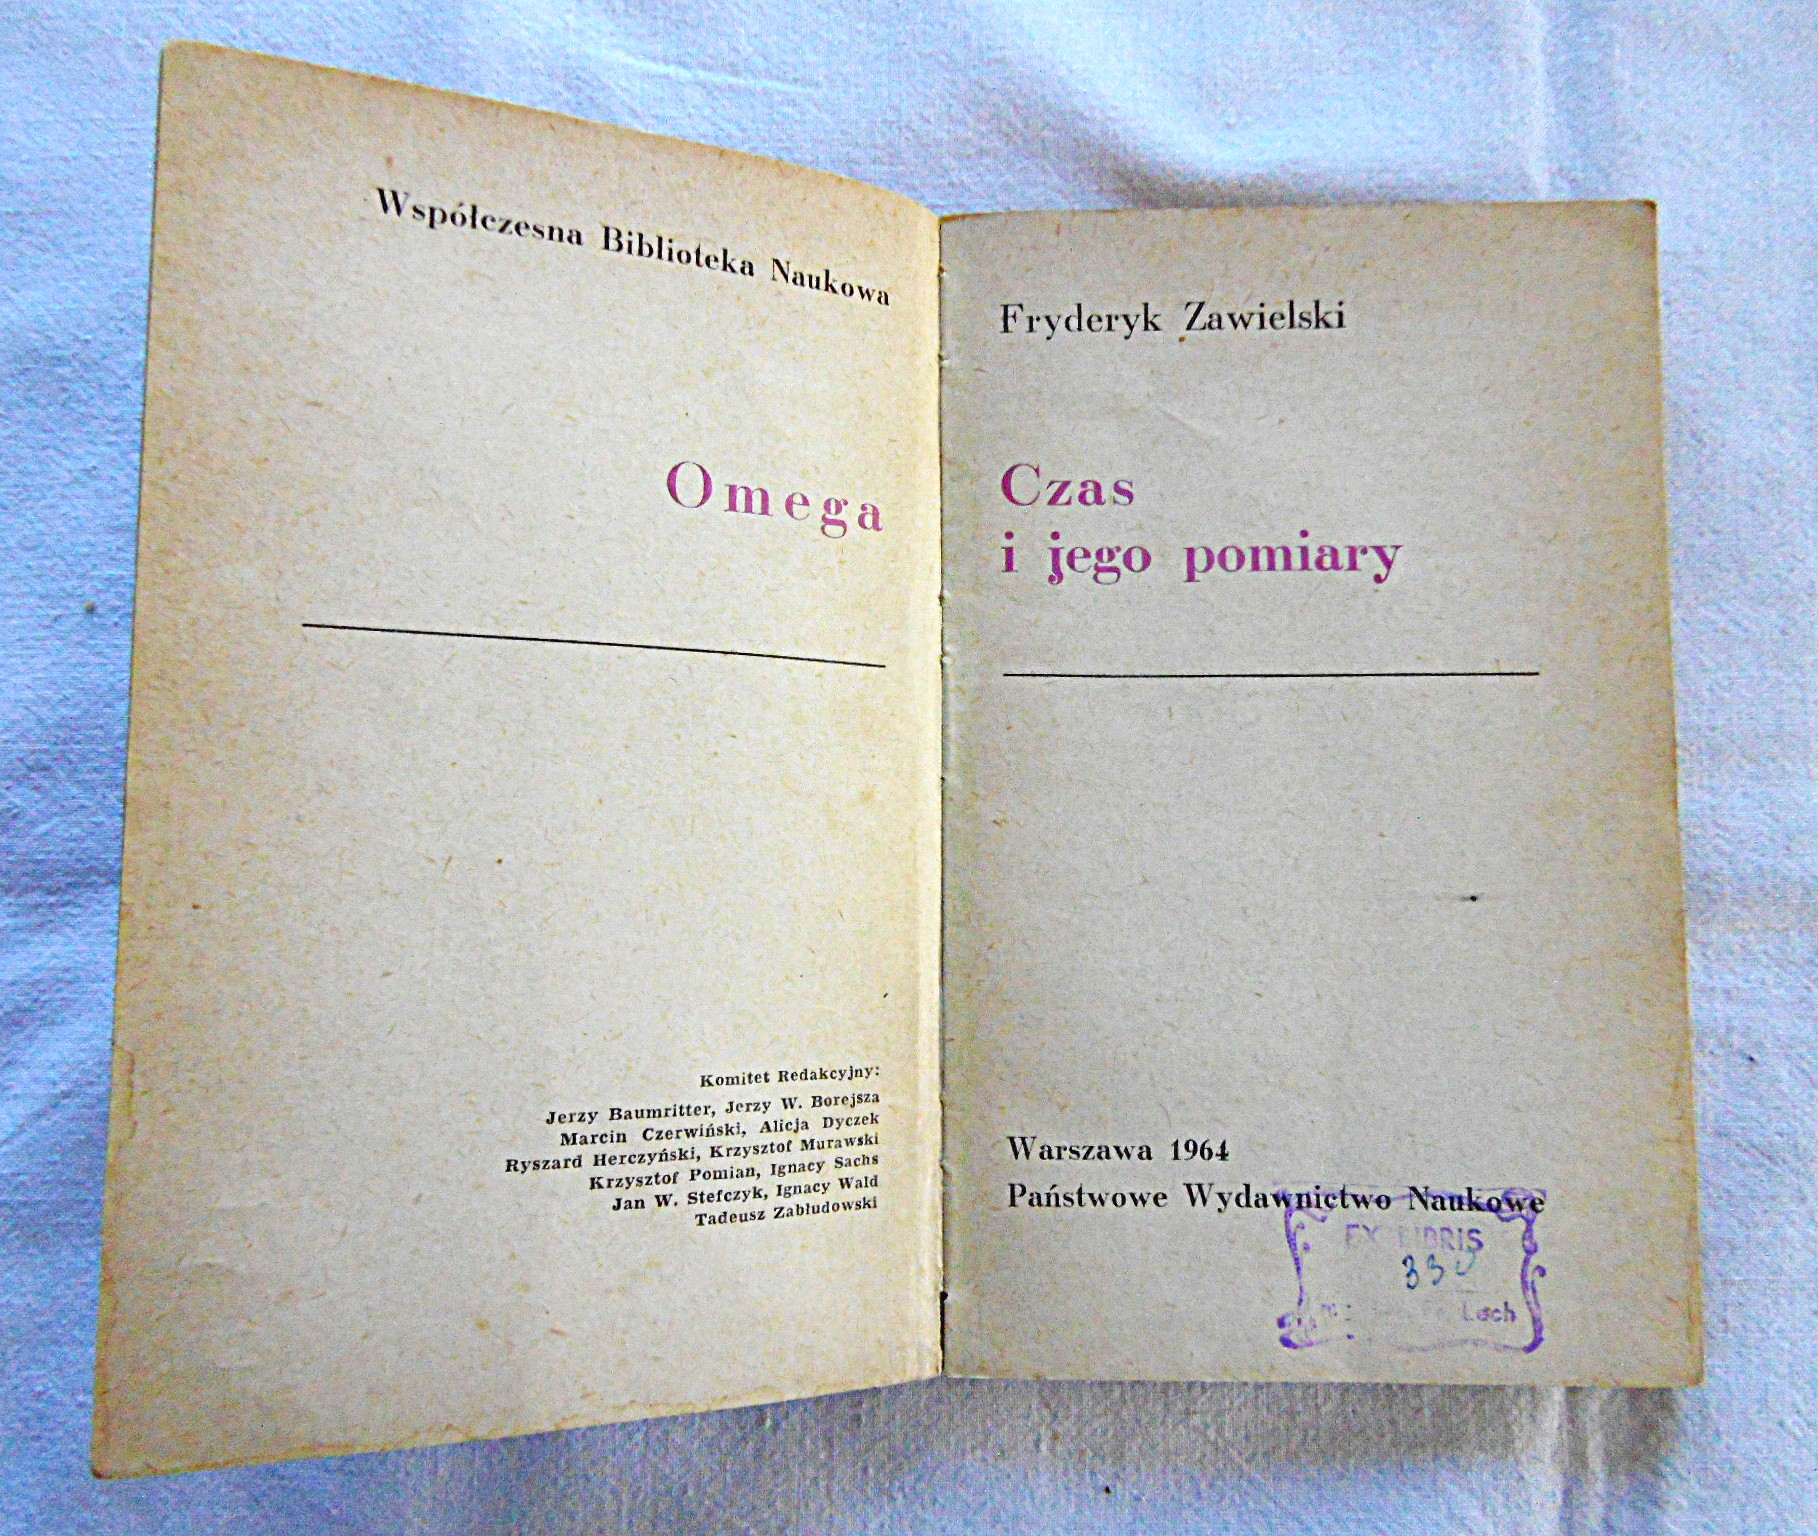 Współczesna Biblioteka Naukowa
Omega
Komitet Redakcyjny:
Jerzy Baumritter, Jerzy W. Borejsza
Marcin Czerwiński, Alicja Dyczek
Ryszard Herczyński, Krzysztof Murawski
Krzysztof Pomian, Ignacy Sachs
Jan W. Stefczyk, Ignacy Wald
Tadeusz Zabłudowski
Fryderyk Zawielski
Czas
i jego pomiary
Warszawa 1964
Państwowe Wydawnictwo Naukowe
EX LIBRIS
Lech